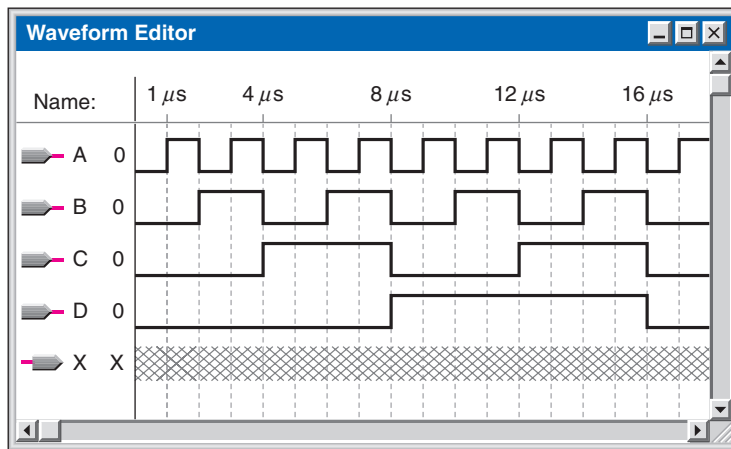 Waveform Editor
Name: 1 μs 4 μs 8 μs 12 μs 16 μs
A 0
B 0
C 0
D 0
X X